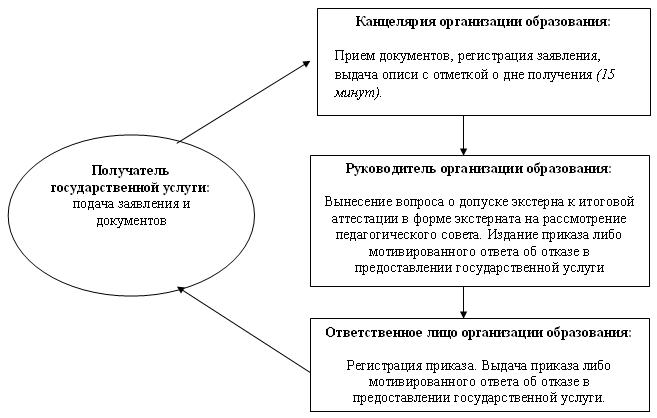 Канцелярия организации образования:
Прием документов, регистрация заявления,
выдача описи с отметкой о дне получения (15
минут).
Получатель
государственной услуги:
подача заявления и
документов
Руководитель организации образования:
Вынесение вопроса о допуске экстерна к итоговой
аттестации в форме экстерната на рассмотрение
педагогического совета. Издание приказа либо
мотивированного ответа об отказе в
предоставлении государственной услуги
Ответственное лицо организации образования:
Регистрация приказа. Выдача приказа либо
мотивированного ответа об отказе в
предоставлении государственной услуги.